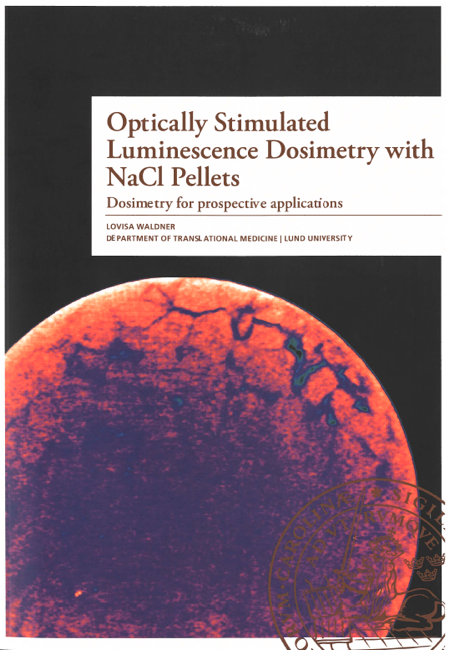 Optically Stimulated
Luminescence Dosimetry with
NaCl Pellets
Dosimetry for prospective applications
LOVISA WALDNER
DEPARTMENT OF TRANSLATIONAL MEDICINE | LUND UNIVERSITY